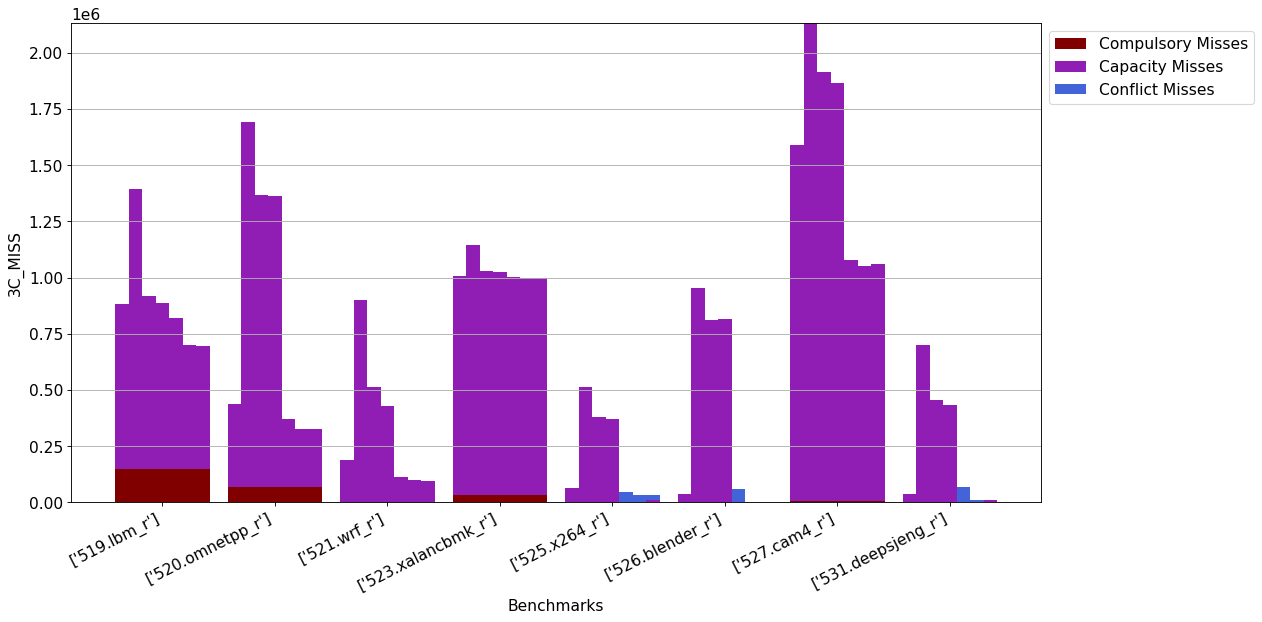 1e6
2.00
1.75
1.50
1.25
1.00
0.75
0.50
0.25
0.00
3C_MISS
['519.lbm_r']
['520.omnetpp_r']
['521.wrf_r']
['523.xalancbmk_r']
['525.x264_r']
['526.blender_r']
['527.cam4_r']
['531.deepsjeng_r']
Benchmarks
Compulsory Misses
Capacity Misses
Conflict Misses